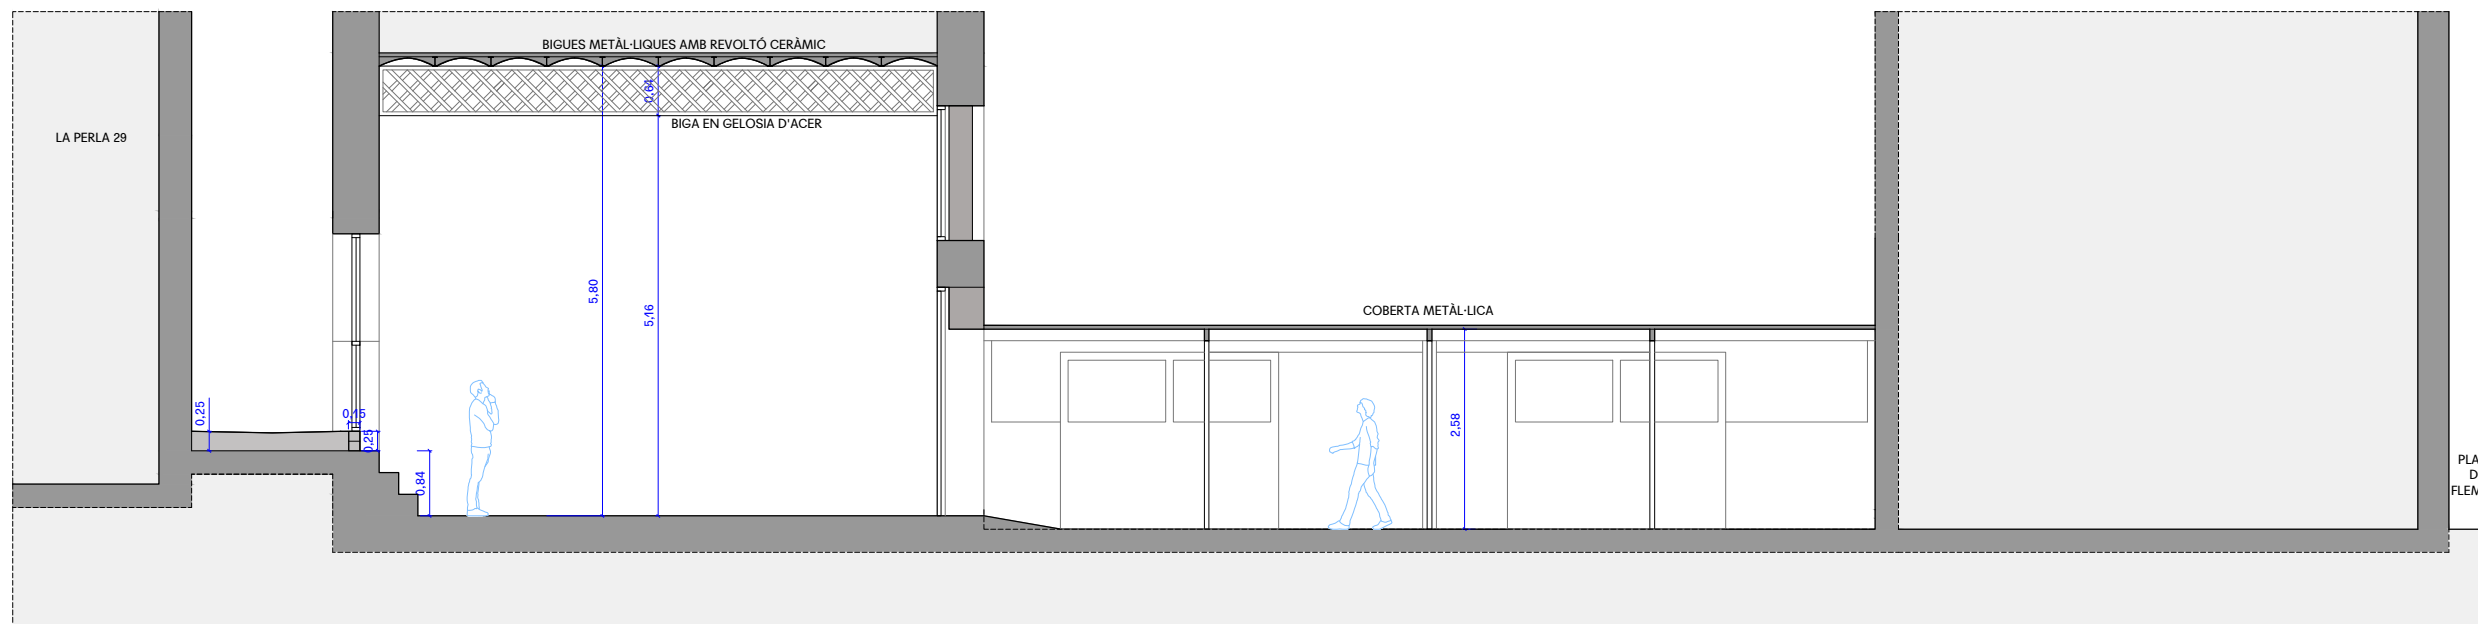 BIGUES METÀL·LIQUES AMB REVOLTÓ CERÀMIC
0,64
BIGA EN GELOSIA D'ACER
LA PERLA 29
5,80
5,16
COBERTA METÀL·LICA
0,25
0,15
0,25
2,58
0,84
PLA
D
FLEM